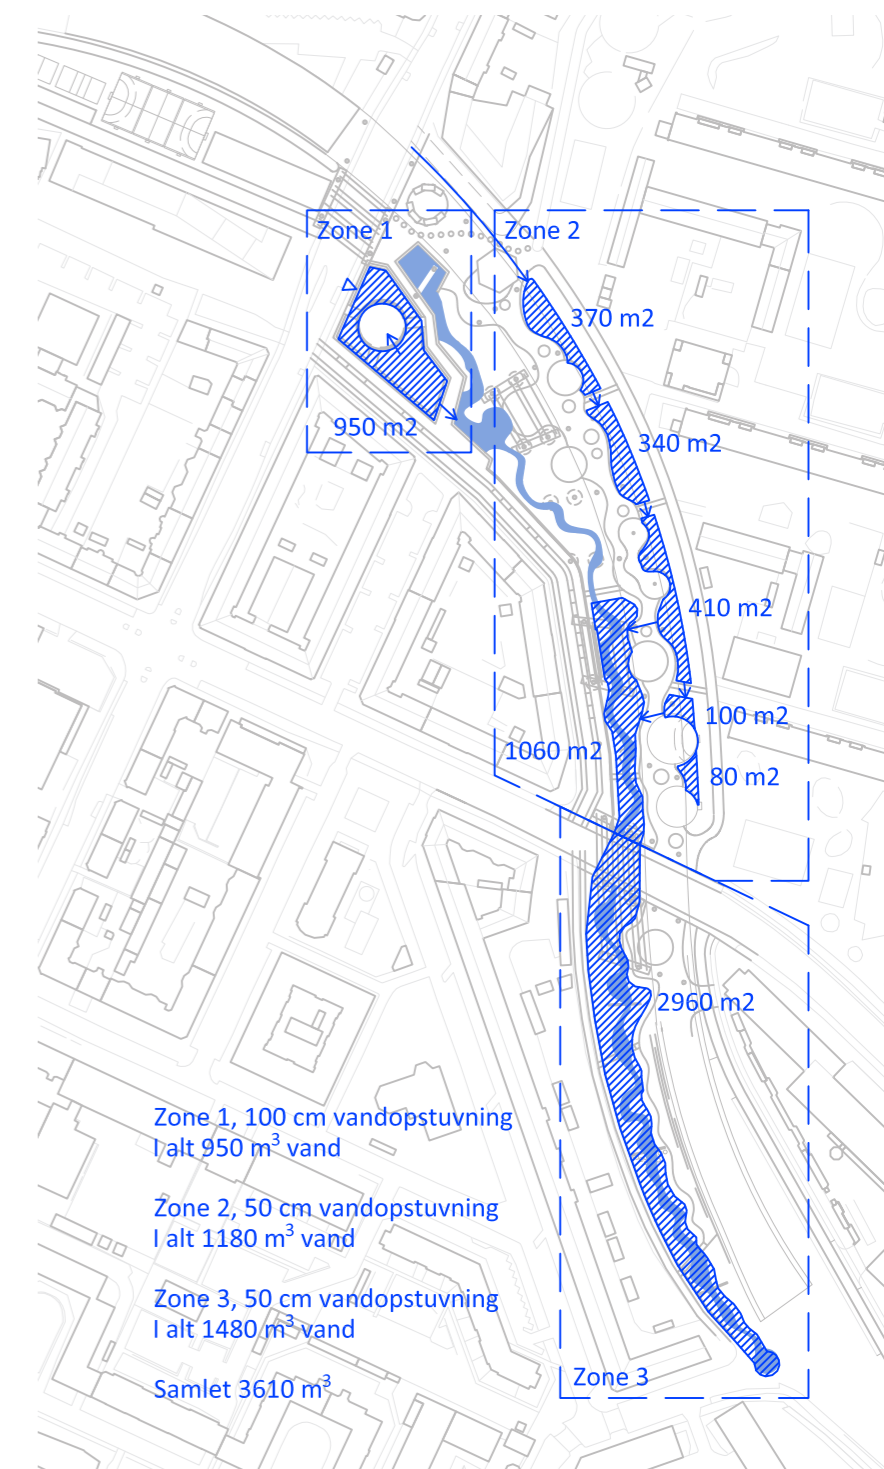 Zone 1
Zone 2
370 m2
950 m2
340 m2
410 m2
100 m2
1060 m2
80 m2
2960 m2
Zone 1, 100 cm vandopstuvning
I alt 950 m³ vand
Zone 2, 50 cm vandopstuvning
I alt 1180 m³ vand
Zone 3, 50 cm vandopstuvning
I alt 1480 m³ vand
Zone 3
Samlet 3610 m³